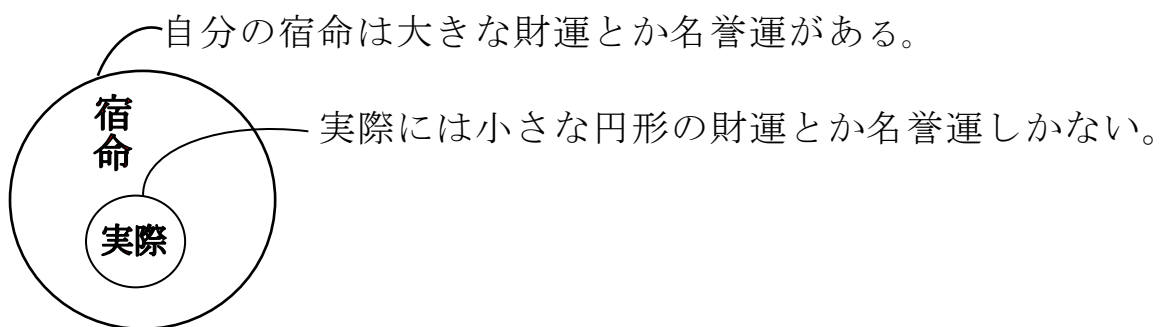 自分の宿命は大きな財運とか名誉運がある。
宿命
実際には小さな円形の財運とか名誉運しかない。
実際